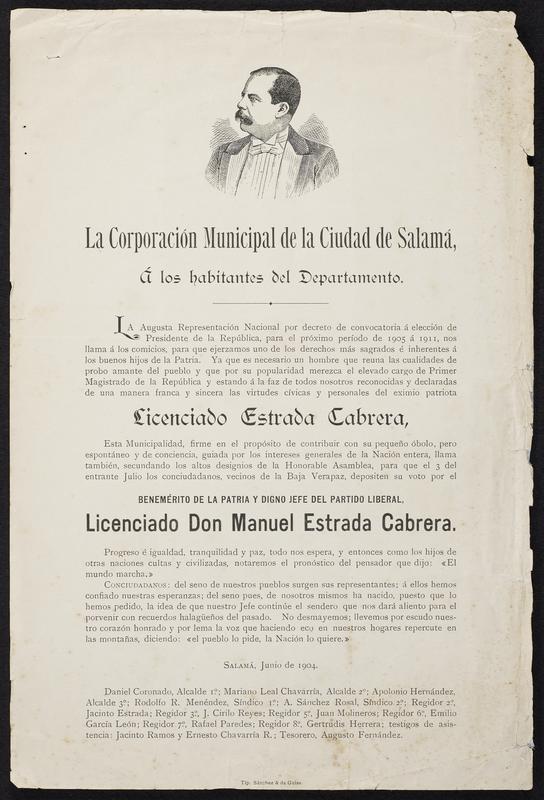 La Corporación Municipal de la Ciudad de Salamá,
Á los habitantes del Departamento.
LA Augusta Representación Nacional por decreto de convocatoria á elección de
Presidente de la República, para el próximo período de 1905 á 1911, nos
llama á los comicios, para que ejerzamos uno de los derechos más sagrados é inherentes á
los buenos hijos de la Patria. Ya que es necesario un hombre que reuna las cualidades de
probo amante del pueblo y que por su popularidad merezca el elevado cargo de Primer
Magistrado de la República y estando á la faz de todos nosotros reconocidas y declaradas
de una manera franca y sincera las virtudes cívicas y personales del eximio patriota
Licenciado Estrada Cabrera,
Esta Municipalidad, firme en el propósito de contribuir con su pequeño óbolo, pero
espontáneo y de conciencia, guiada por los intereses generales de la Nación entera, llama
también, secundando los altos designios de la Honorable Asamblea, para que el 3 del
entrante Julio los conciudadanos, vecinos de la Baja Verapaz, depositen su voto por el
BENEMÉRITO DE LA PATRIA Y DIGNO JEFE DEL PARTIDO LIBERAL,
Licenciado Don Manuel Estrada Cabrera.
Progreso é igualdad, tranquilidad y paz, todo nos espera, y entonces como los hijos de
otras naciones cultas y civilizadas, notaremos el pronóstico del pensador que dijo: «El
mundo marcha.»
CONCIUDADANOS: del seno de nuestros pueblos surgen sus representantes; á ellos hemos
confiado nuestras esperanzas; del seno pues, de nosotros mismos ha nacido, puesto que lo
hemos pedido, la idea de que nuestro Jefe continúe el sendero que nos dará aliento para el
porvenir con recuerdos halagüeños del pasado. No desmayemos; llevemos por escudo nues-
tro corazón honrado y por lema la voz que haciendo eco en nuestros hogares repercute en
las montañas, diciendo: «el pueblo lo pide, la Nación lo quiere.»
SALAMÁ, Junio de 1904.
Daniel Coronado, Alcalde 1º; Mariano Leal Chavarría, Alcalde 2º; Apolonio Hernández,
Alcalde 3º; Rodolfo R. Menéndez, Síndico 1º; A. Sánchez Rosal, Síndico 2º; Regidor 2º,
Jacinto Estrada; Regidor 3º, J. Cirilo Reyes; Regidor 5º, Juan Molineros; Regidor 6º, Emilio
García León; Regidor 7º, Rafael Paredes; Regidor 8º, Gertrudis Herrera; testigos de asis-
tencia: Jacinto Ramos y Ernesto Chavarría R.; Tesorero, Augusto Fernández.
Tip. Sánchez & de Guise.